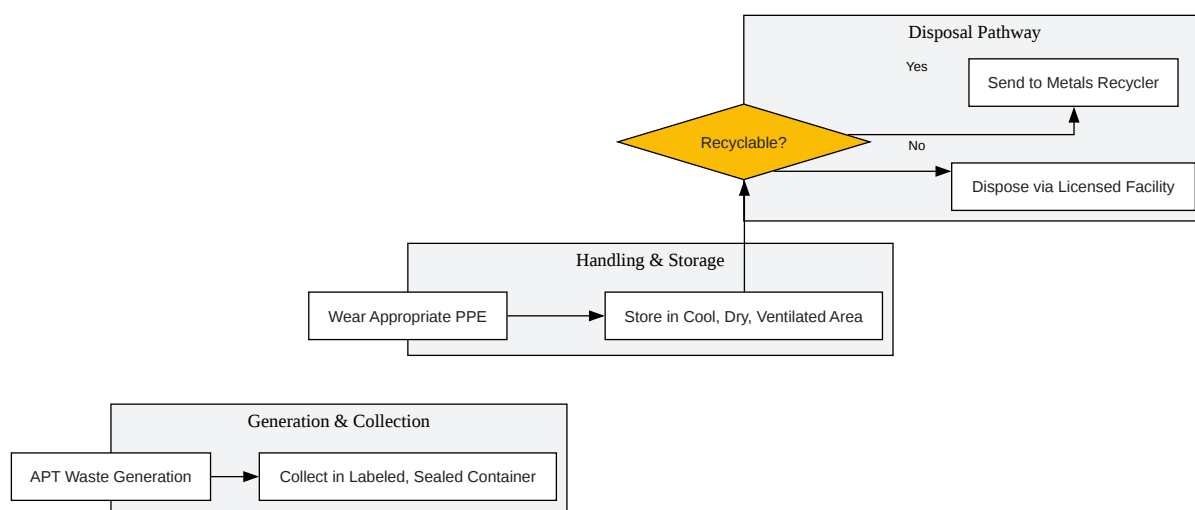 Disposal Pathway
Yes
Send to Metals Recycler
Recyclable?
No
Dispose via Licensed Facility
Handling & Storage
Wear Appropriate PPE
Store in Cool, Dry, Ventilated Area
Generation & Collection
APT Waste Generation
Collect in Labeled, Sealed Container